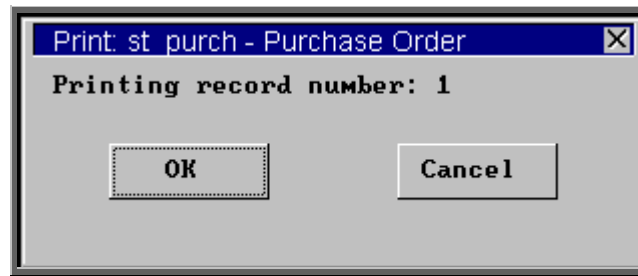 Print: st_purch - Purchase Order
Printing record number: 1
OK
Cancel